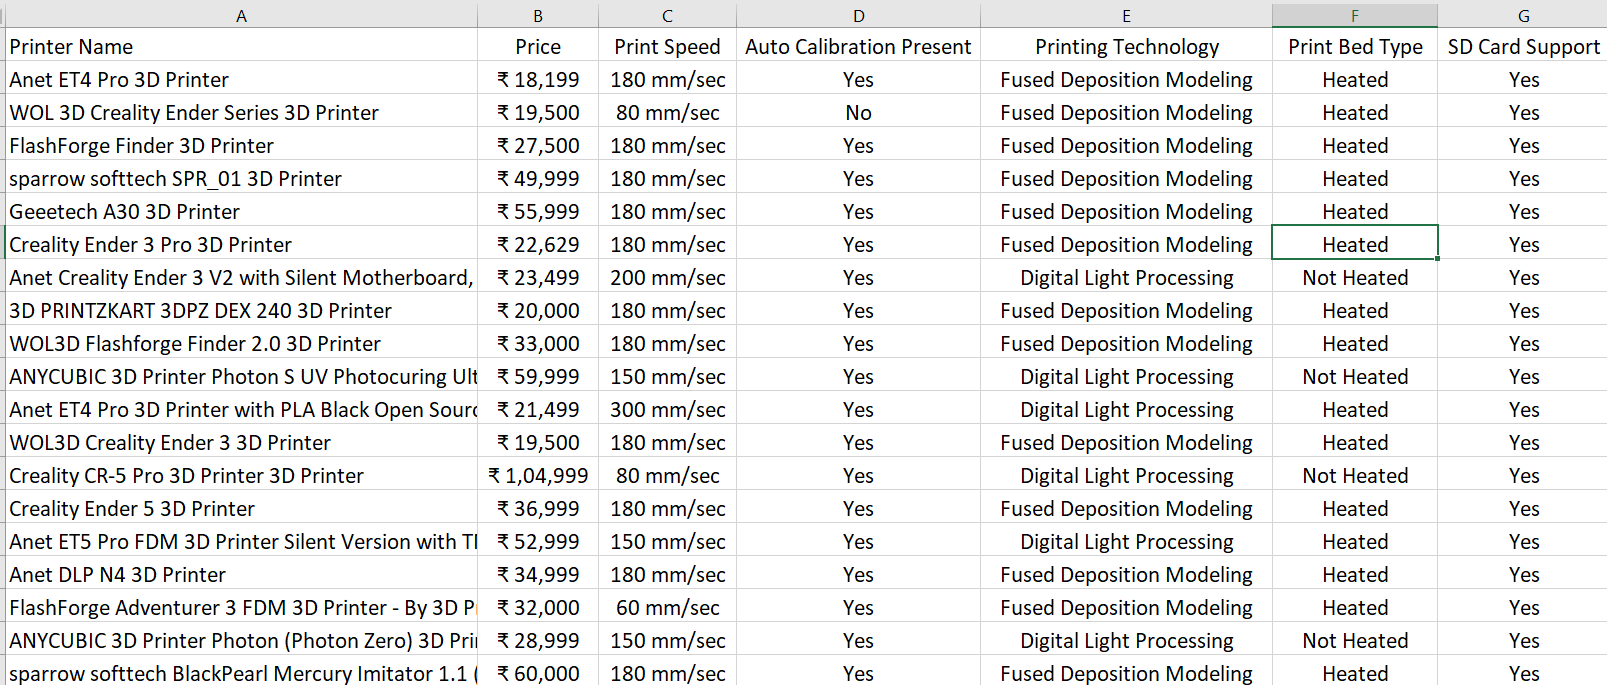 A B C D E F G
Printer Name Price Print Speed Auto Calibration Present Printing Technology Print Bed Type SD Card Support
Anet ET4 Pro 3D Printer ₹ 18,199 180 mm/sec Yes Fused Deposition Modeling Heated Yes
WOL 3D Creality Ender Series 3D Printer ₹ 19,500 80 mm/sec No Fused Deposition Modeling Heated Yes
FlashForge Finder 3D Printer ₹ 27,500 180 mm/sec Yes Fused Deposition Modeling Heated Yes
sparrow softtech SPR_01 3D Printer ₹ 49,999 180 mm/sec Yes Fused Deposition Modeling Heated Yes
Geeetech A30 3D Printer ₹ 55,999 180 mm/sec Yes Fused Deposition Modeling Heated Yes
Creality Ender 3 Pro 3D Printer ₹ 22,629 180 mm/sec Yes Fused Deposition Modeling Heated Yes
Anet Creality Ender 3 V2 with Silent Motherboard, ₹ 23,499 200 mm/sec Yes Digital Light Processing Not Heated Yes
3D PRINTZKART 3DPZ DEX 240 3D Printer ₹ 20,000 180 mm/sec Yes Fused Deposition Modeling Heated Yes
WOL3D Flashforge Finder 2.0 3D Printer ₹ 33,000 180 mm/sec Yes Fused Deposition Modeling Heated Yes
ANYCUBIC 3D Printer Photon S UV Photocuring Ult ₹ 59,999 150 mm/sec Yes Digital Light Processing Not Heated Yes
Anet ET4 Pro 3D Printer with PLA Black Open Sourc ₹ 21,499 300 mm/sec Yes Digital Light Processing Heated Yes
WOL3D Creality Ender 3 3D Printer ₹ 19,500 180 mm/sec Yes Fused Deposition Modeling Heated Yes
Creality CR-5 Pro 3D Printer 3D Printer ₹ 1,04,999 80 mm/sec Yes Digital Light Processing Not Heated Yes
Creality Ender 5 3D Printer ₹ 36,999 180 mm/sec Yes Fused Deposition Modeling Heated Yes
Anet ET5 Pro FDM 3D Printer Silent Version with ₹ 52,999 150 mm/sec Yes Digital Light Processing Heated Yes
Anet DLP N4 3D Printer ₹ 34,999 180 mm/sec Yes Fused Deposition Modeling Heated Yes
FlashForge Adventurer 3 FDM 3D Printer - By 3D ₹ 32,000 60 mm/sec Yes Fused Deposition Modeling Heated Yes
ANYCUBIC 3D Printer Photon (Photon Zero) 3D Pri ₹ 28,999 150 mm/sec Yes Digital Light Processing Not Heated Yes
sparrow softtech BlackPearl Mercury Imitator 1.1 ( ₹ 60,000 180 mm/sec Yes Fused Deposition Modeling Heated Yes